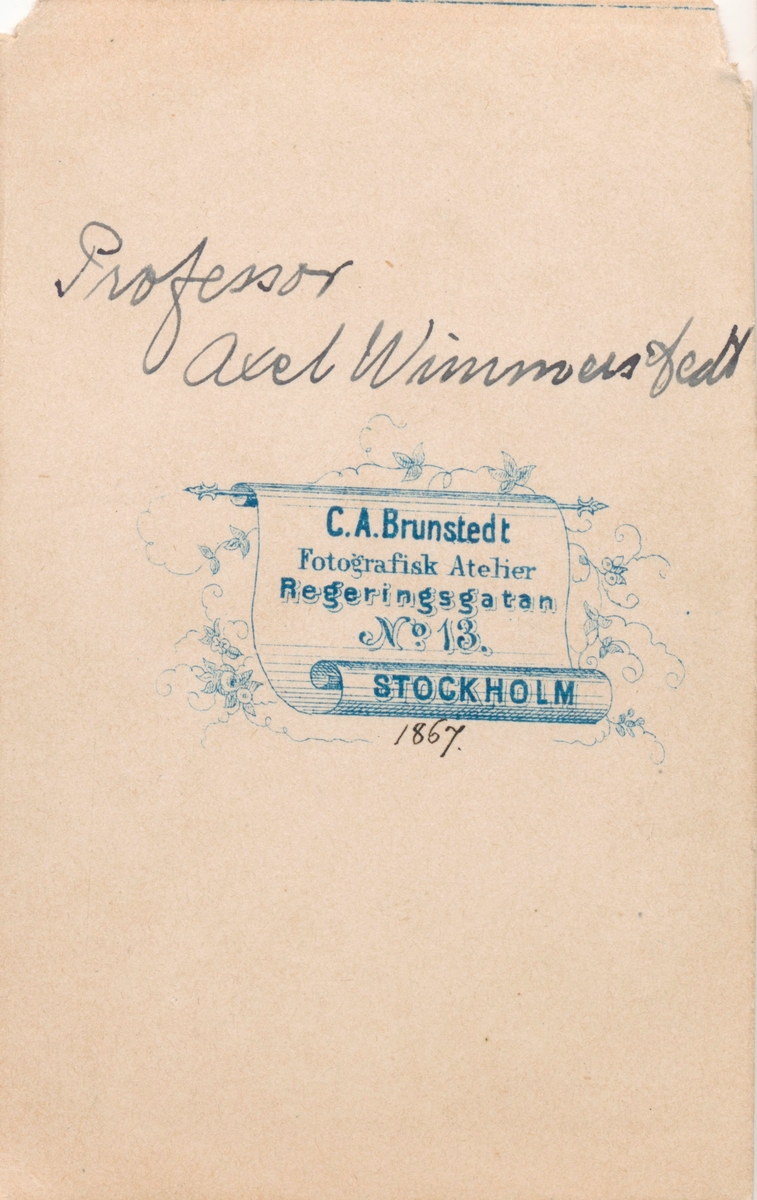 Professor
Axel Wimmerstedt
C.A.Brunstedt
Fotografisk Atelier
Regeringsgatan
No 13.
STOCKHOLM
1867.